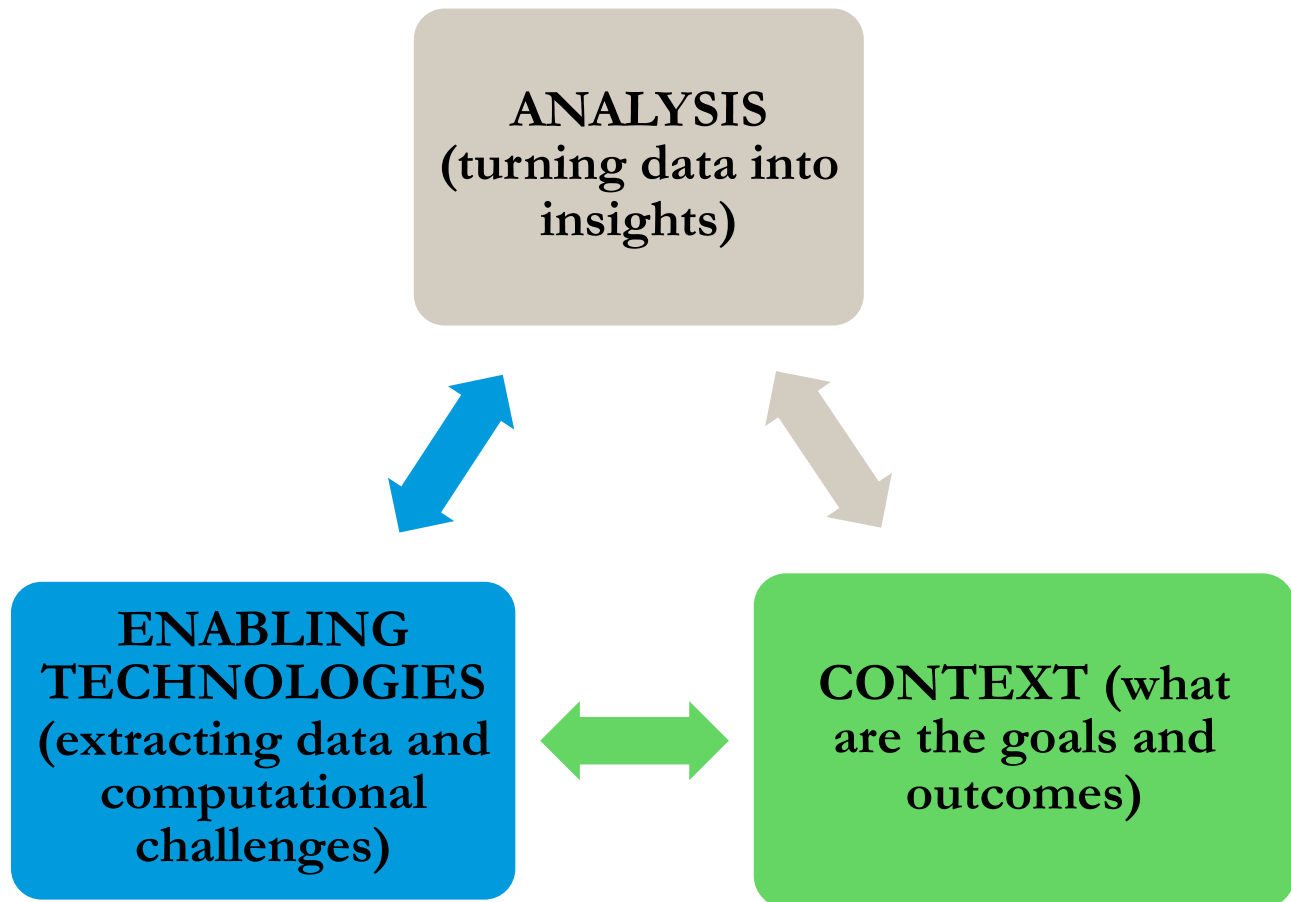 ANALYSIS
(turning data into
insights)
ENABLING
TECHNOLOGIES
(extracting data and
computational
challenges)
CONTEXT (what
are the goals and
outcomes)